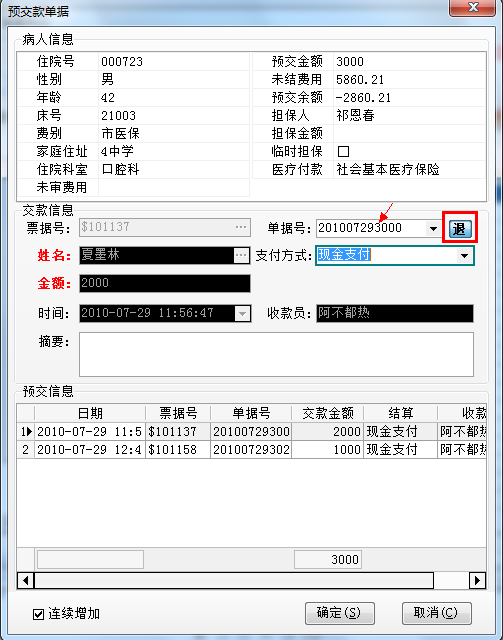 预交款单据
病人信息
住院号 000723 预交金额 3000
性别 男 未结费用 5860.21
年龄 42 预交余额 -2860.21
床号 21003 担保人 祁恩春
费别 市医保 担保金额
家庭住址 4中学 临时担保
住院科室 口腔科 医疗付款 社会基本医疗保险
未审费用
交款信息
票据号: $101137 ... 单据号: 201007293000 退
姓名: 夏墨林 ... 支付方式: 现金支付
金额: 2000
时间: 2010-07-29 11:56:47 收款员: 阿不都热
摘要:
预交信息
日期 票据号 单据号 交款金额 结算 收款
1 2010-07-29 11:5 $101137 20100729300 2000 现金支付 阿不都热
2 2010-07-29 12:4 $101158 20100729302 1000 现金支付 阿不都热
3000
连续增加 确定(S) 取消(C)